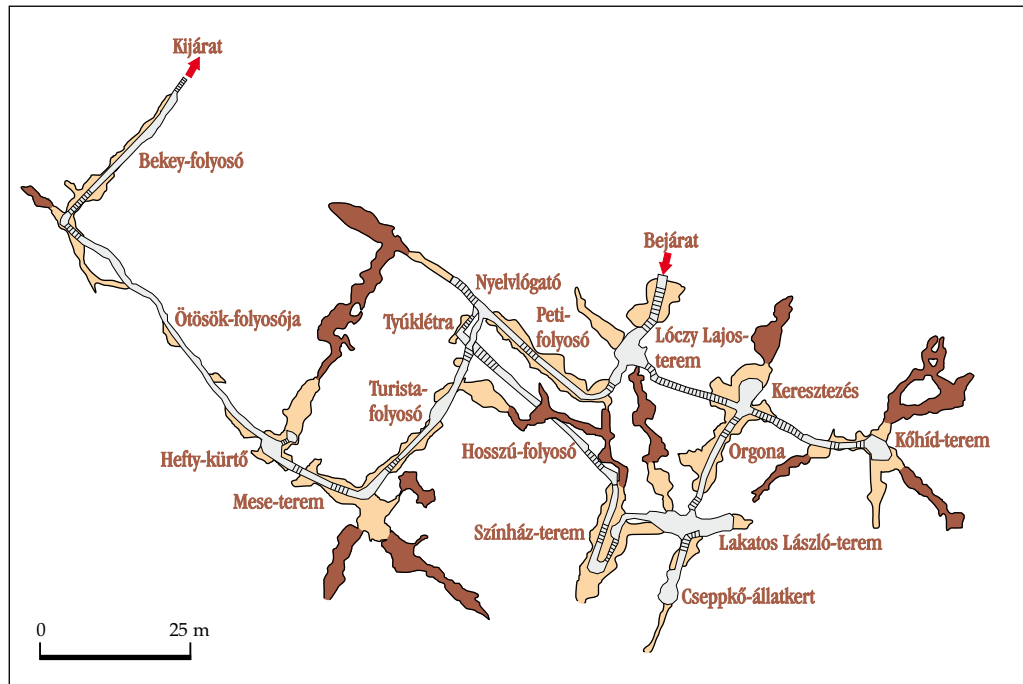 Kijárat
Bekey-folyosó
Bejárat
Nyelvlógató
Ötösök-folyosója
Tyúklétra
Peti-
folyosó
Lóczy Lajos-
terem
Turista-
folyosó
Keresztezés
Hefty-kürtő
Hosszú-folyosó
Orgona
Kőhíd-terem
Mese-terem
Színház-terem
Lakatos László-terem
Cseppkő-állatkert
0 25 m